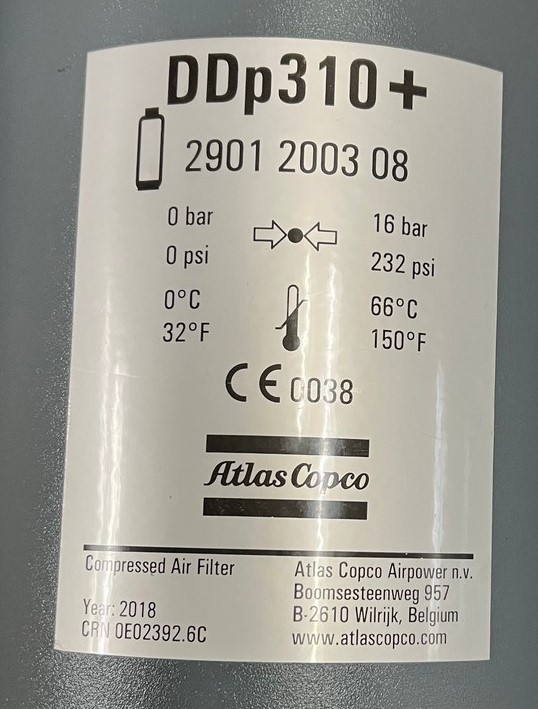 DDp310+
2901 2003 08
0 bar 16 bar
0 psi 232 psi
0°C 66°C
32°F 150°F
CE 0038
Atlas Copco
Compressed Air Filter
Atlas Copco Airpower n.v.
Boomsesteenweg 957
Year: 2018
B-2610 Wilrijk, Belgium
CRN 0E02392.6C
www.atlascopco.com